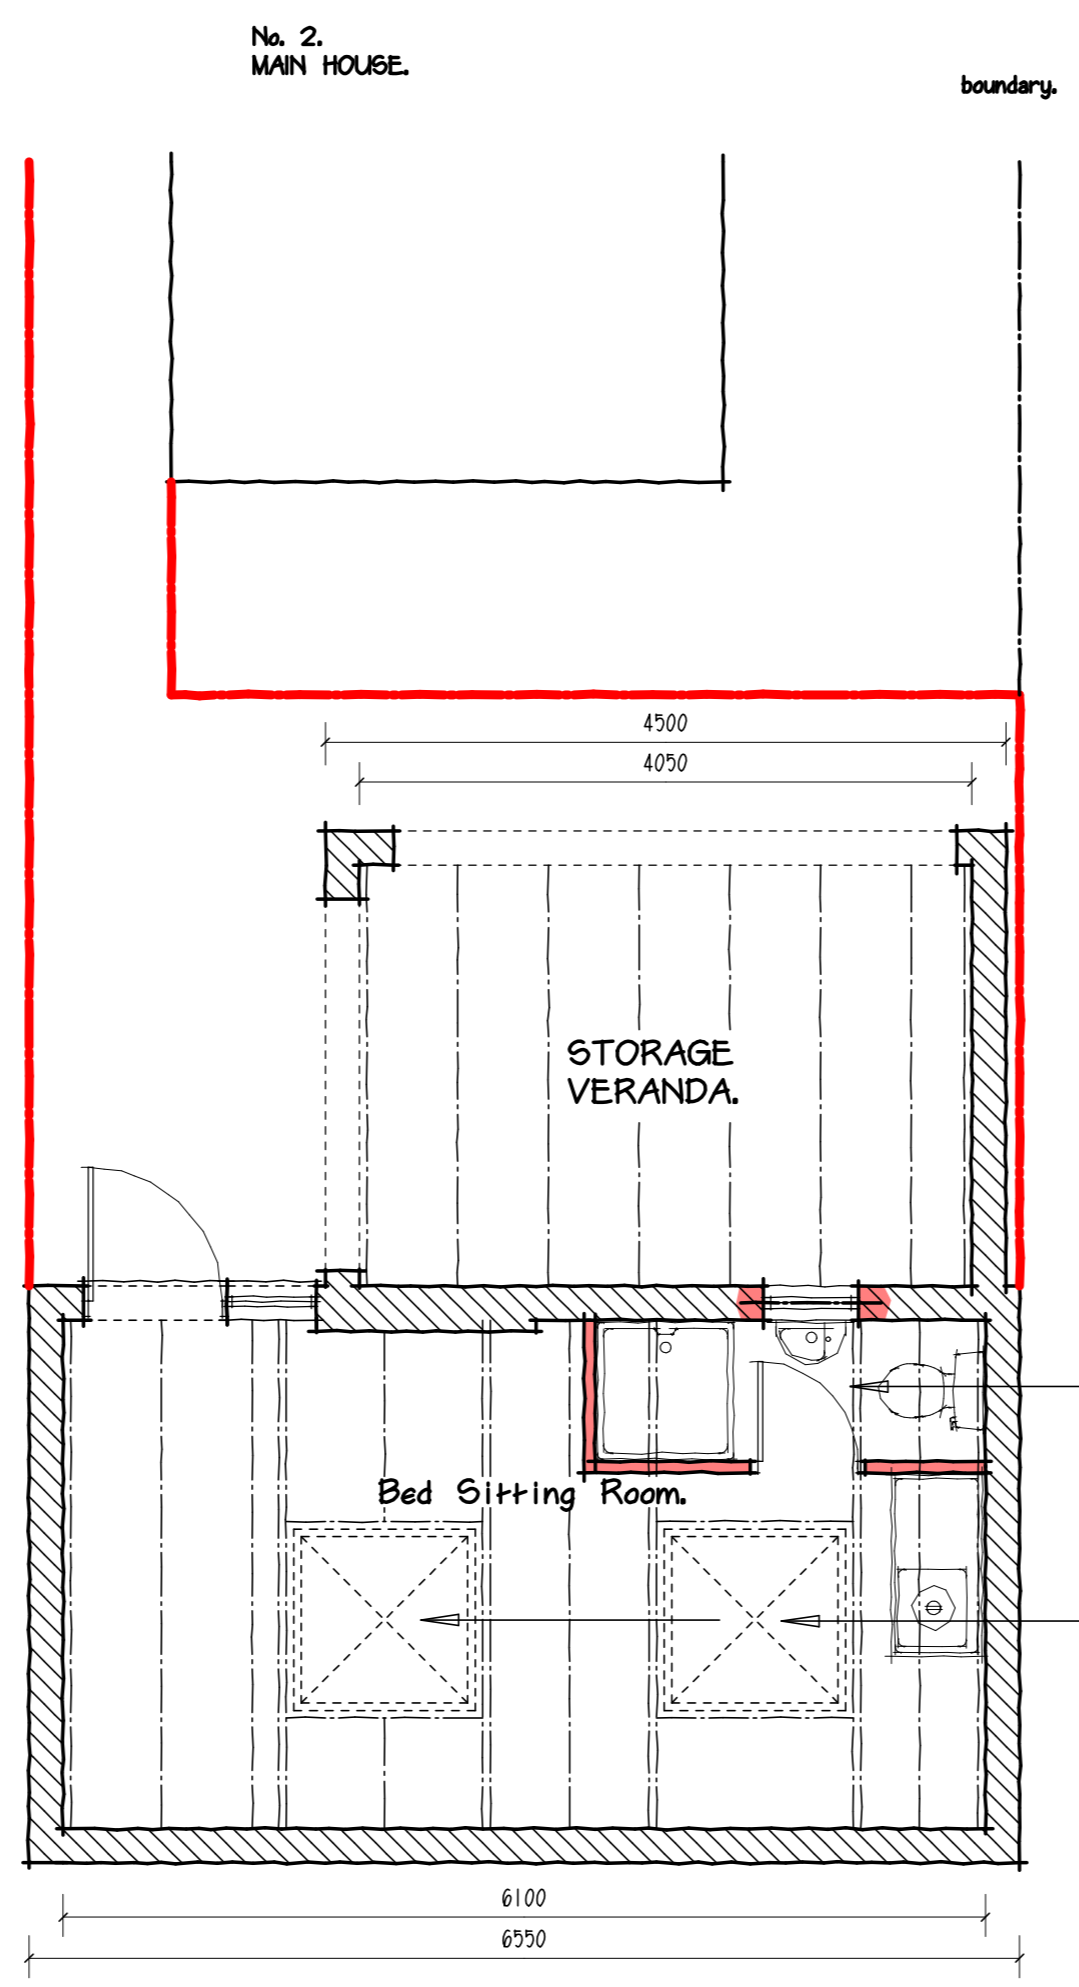 No. 2.
MAIN HOUSE.
boundary.
4500
4050
STORAGE
VERANDA.
Bed Sitting Room.
6100
6550